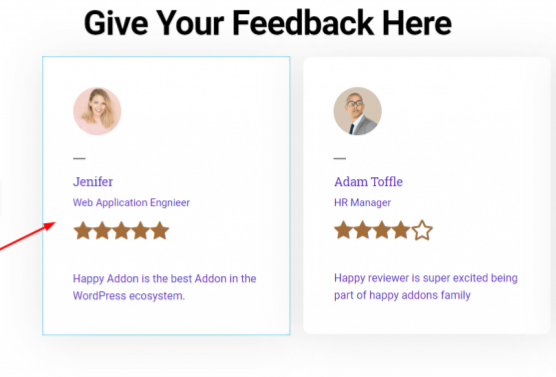 Give Your Feedback Here
Jenifer
Web Application Engnieer
Happy Addon is the best Addon in the
WordPress ecosystem.
Adam Toffle
HR Manager
Happy reviewer is super excited being
part of happy addons family